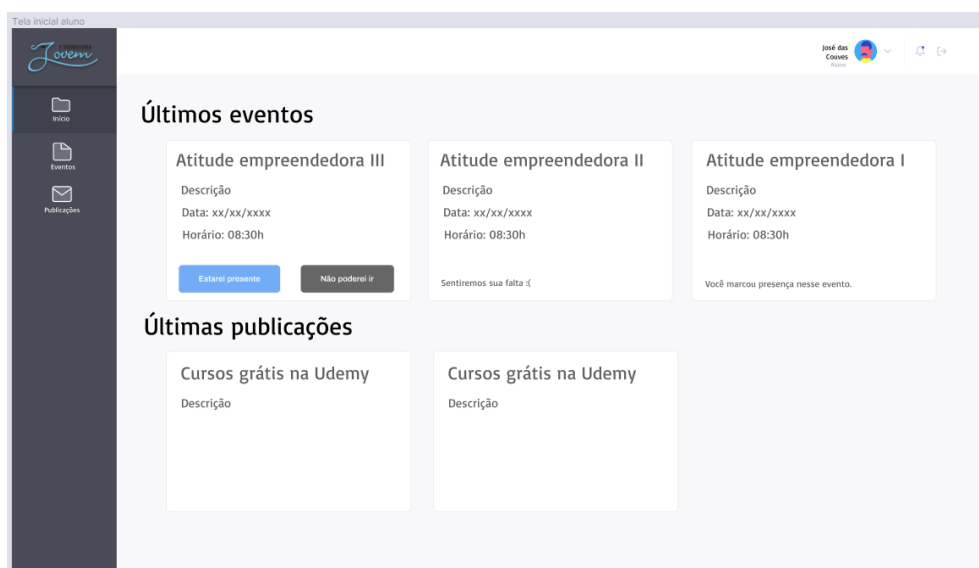 Tela inicial aluno
Jovem
José das
Couves
Aluno
Início
Eventos
Publicações
Últimos eventos
Atitude empreendedora III
Descrição
Data: xx/xx/xxxx
Horário: 08:30h
Estarei presente
Não poderei ir
Atitude empreendedora II
Descrição
Data: xx/xx/xxxx
Horário: 08:30h
Sentiremos sua falta :(
Atitude empreendedora I
Descrição
Data: xx/xx/xxxx
Horário: 08:30h
Você marcou presença nesse evento.
Últimas publicações
Cursos grátis na Udemy
Descrição
Cursos grátis na Udemy
Descrição